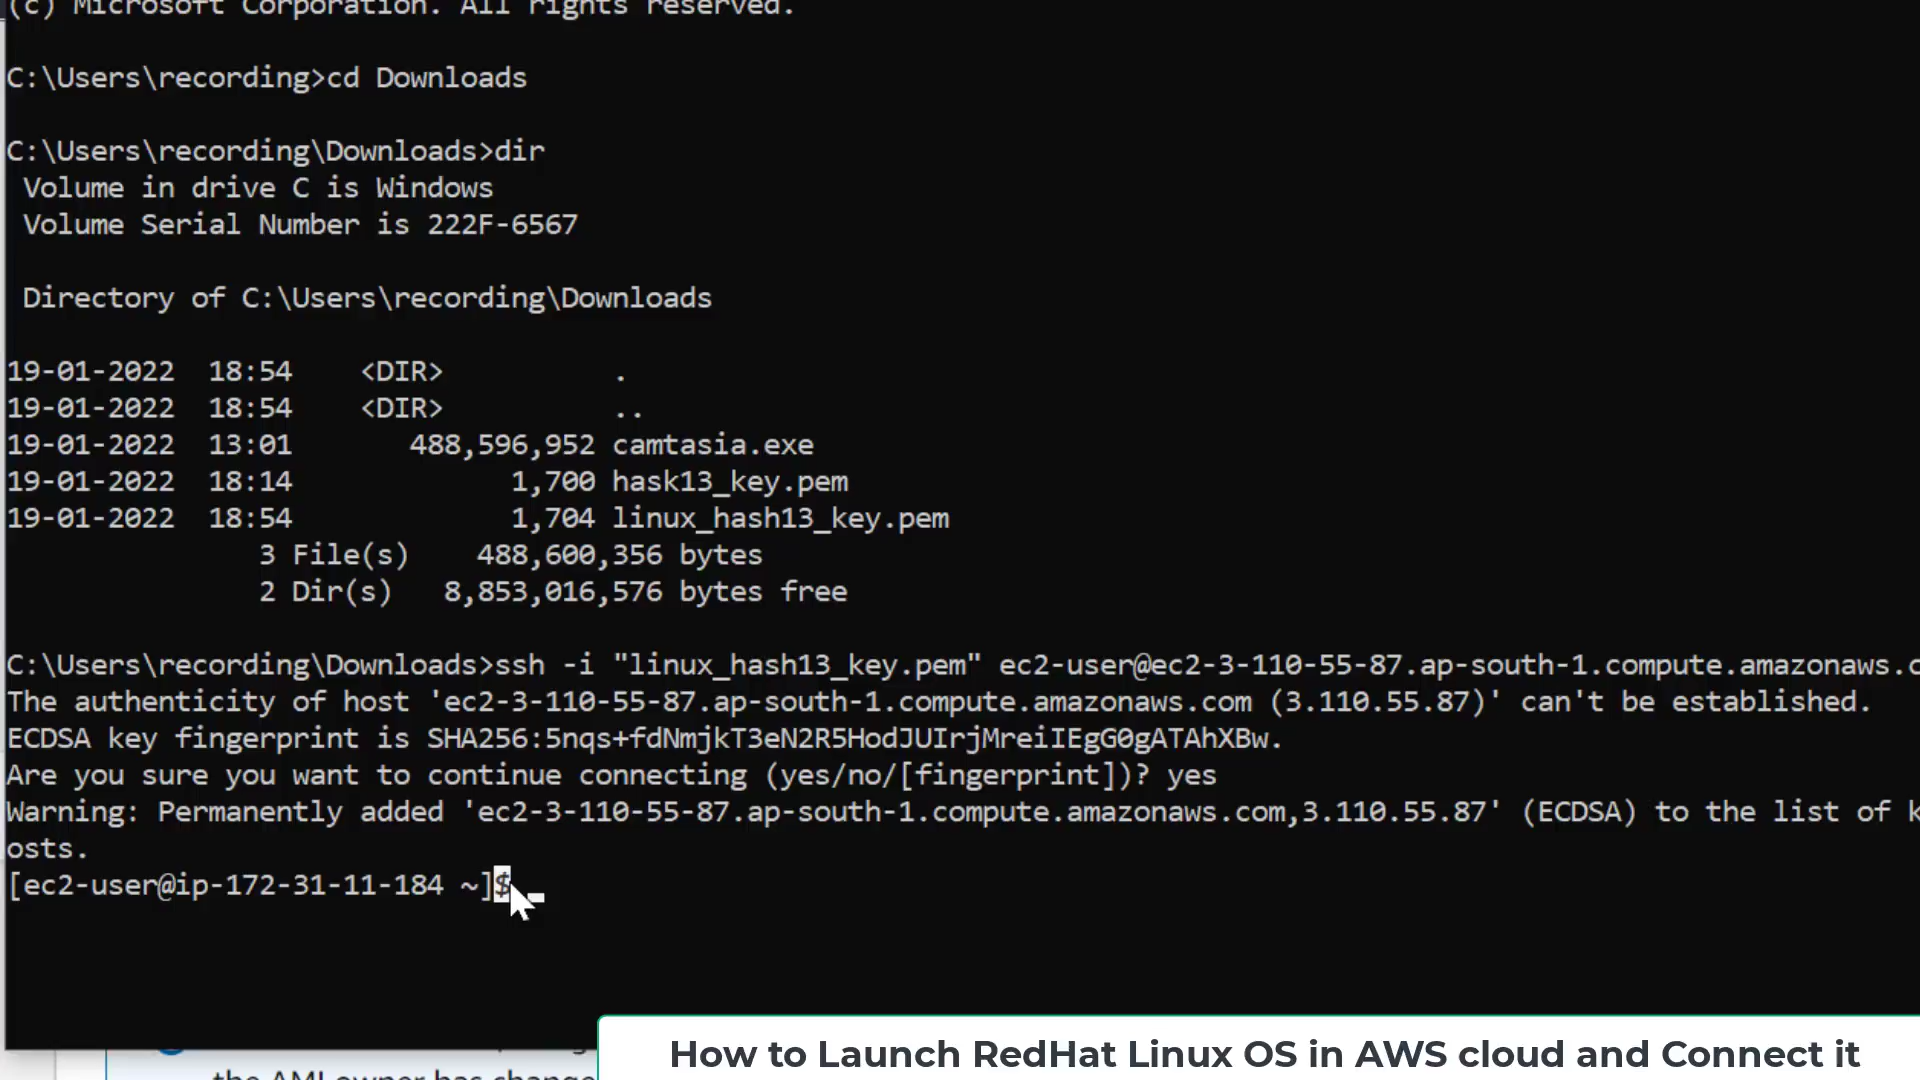 (c) Microsoft Corporation. All rights reserved.
C:\Users\recording>cd Downloads
C:\Users\recording\Downloads>dir
Volume in drive C is Windows
Volume Serial Number is 222F-6567
Directory of C:\Users\recording\Downloads
19-01-2022 18:54 <DIR> .
19-01-2022 18:54 <DIR> ..
19-01-2022 13:01 488,596,952 camtasia.exe
19-01-2022 18:14 1,700 hask13_key.pem
19-01-2022 18:54 1,704 linux_hash13_key.pem
3 File(s) 488,600,356 bytes
2 Dir(s) 8,853,016,576 bytes free
C:\Users\recording\Downloads>ssh -i "linux_hash13_key.pem" ec2-user@ec2-3-110-55-87.ap-south-1.compute.amazonaws.c
The authenticity of host 'ec2-3-110-55-87.ap-south-1.compute.amazonaws.com (3.110.55.87)' can't be established.
ECDSA key fingerprint is SHA256:5nqs+fdNmjkT3eN2R5HodJUIrjMreiIEgG0gATAhXBw.
Are you sure you want to continue connecting (yes/no/[fingerprint])? yes
Warning: Permanently added 'ec2-3-110-55-87.ap-south-1.compute.amazonaws.com,3.110.55.87' (ECDSA) to the list of k
osts.
[ec2-user@ip-172-31-11-184 ~]$
How to Launch RedHat Linux OS in AWS cloud and Connect it
the AMI owner has change